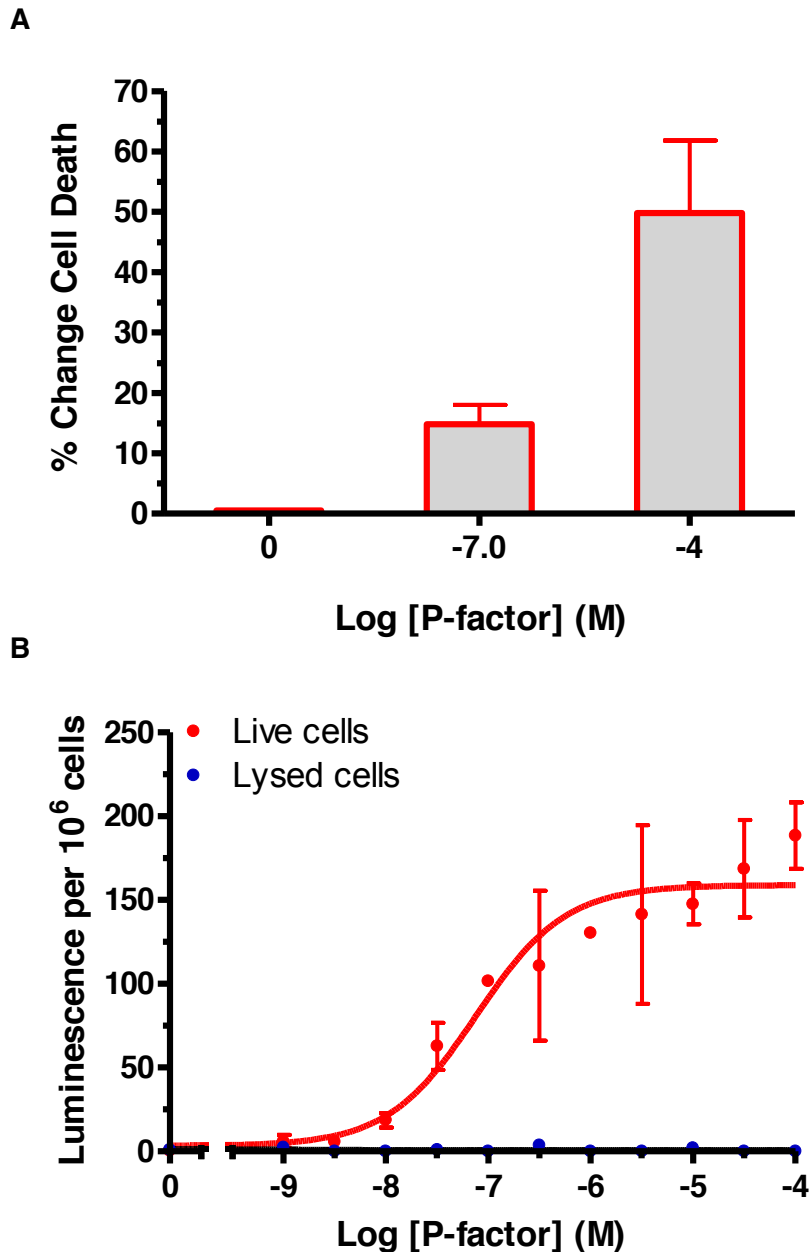 A
70
60
50
40
30
20
10
0
% Change Cell Death
0 -7.0 -4
Log [P-factor] (M)
B
Live cells
Lysed cells
250
200
150
100
50
0
Luminescence per 10⁶ cells
0 -9 -8 -7 -6 -5 -4
Log [P-factor] (M)